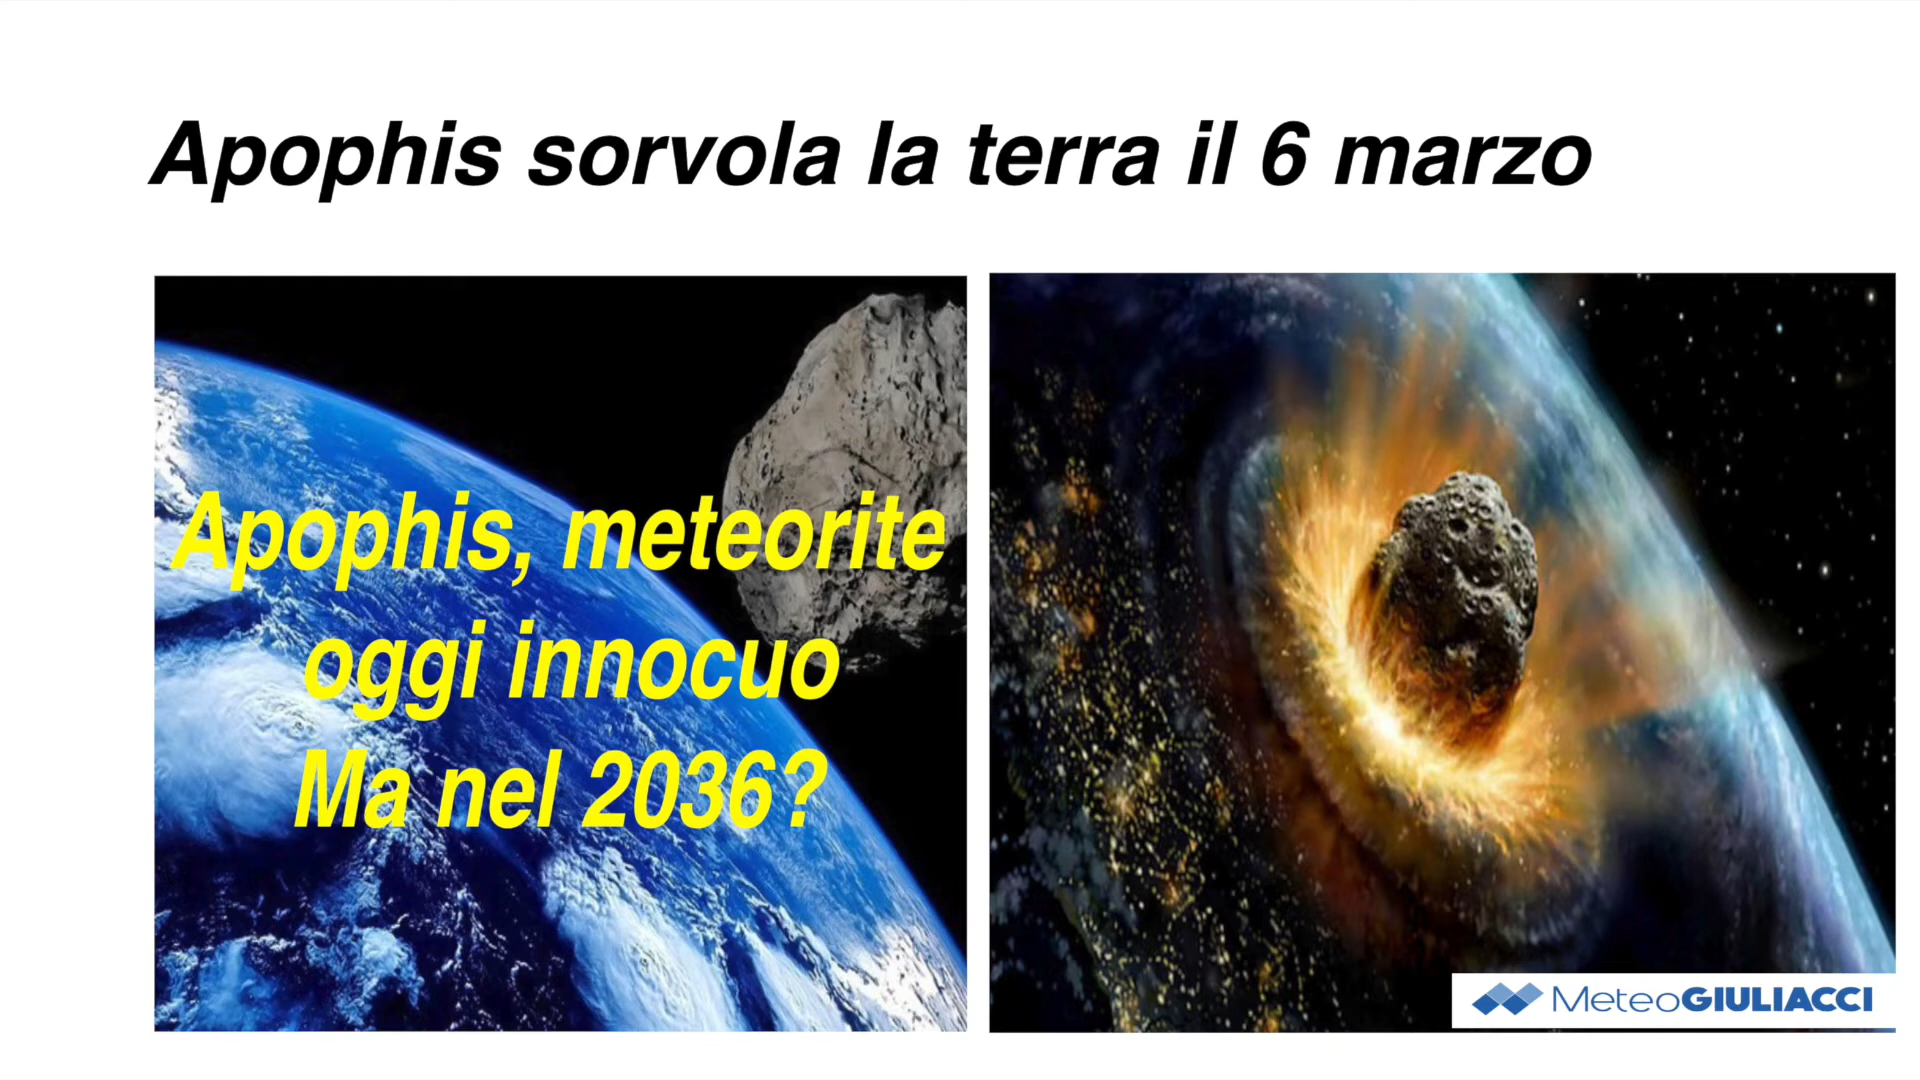 Apophis sorvola la terra il 6 marzo
Apophis, meteorite
oggi innocuo
Ma nel 2036?
MeteoGIULIACCI